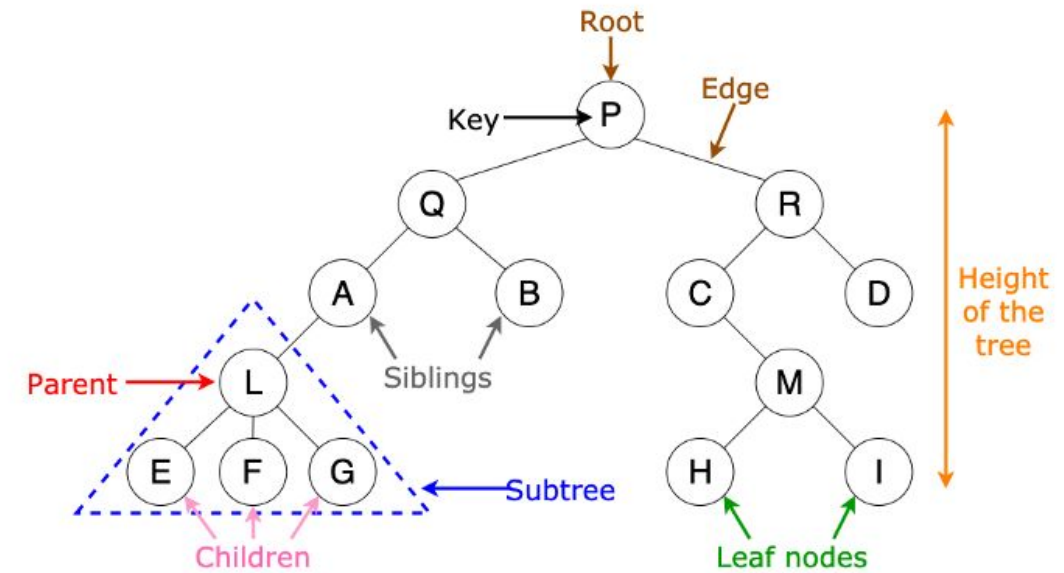 Root
Edge
Key
P
Q
R
A
B
C
D
Height
of the
tree
Siblings
Parent
L
M
E
F
G
H
I
Subtree
Children
Leaf nodes